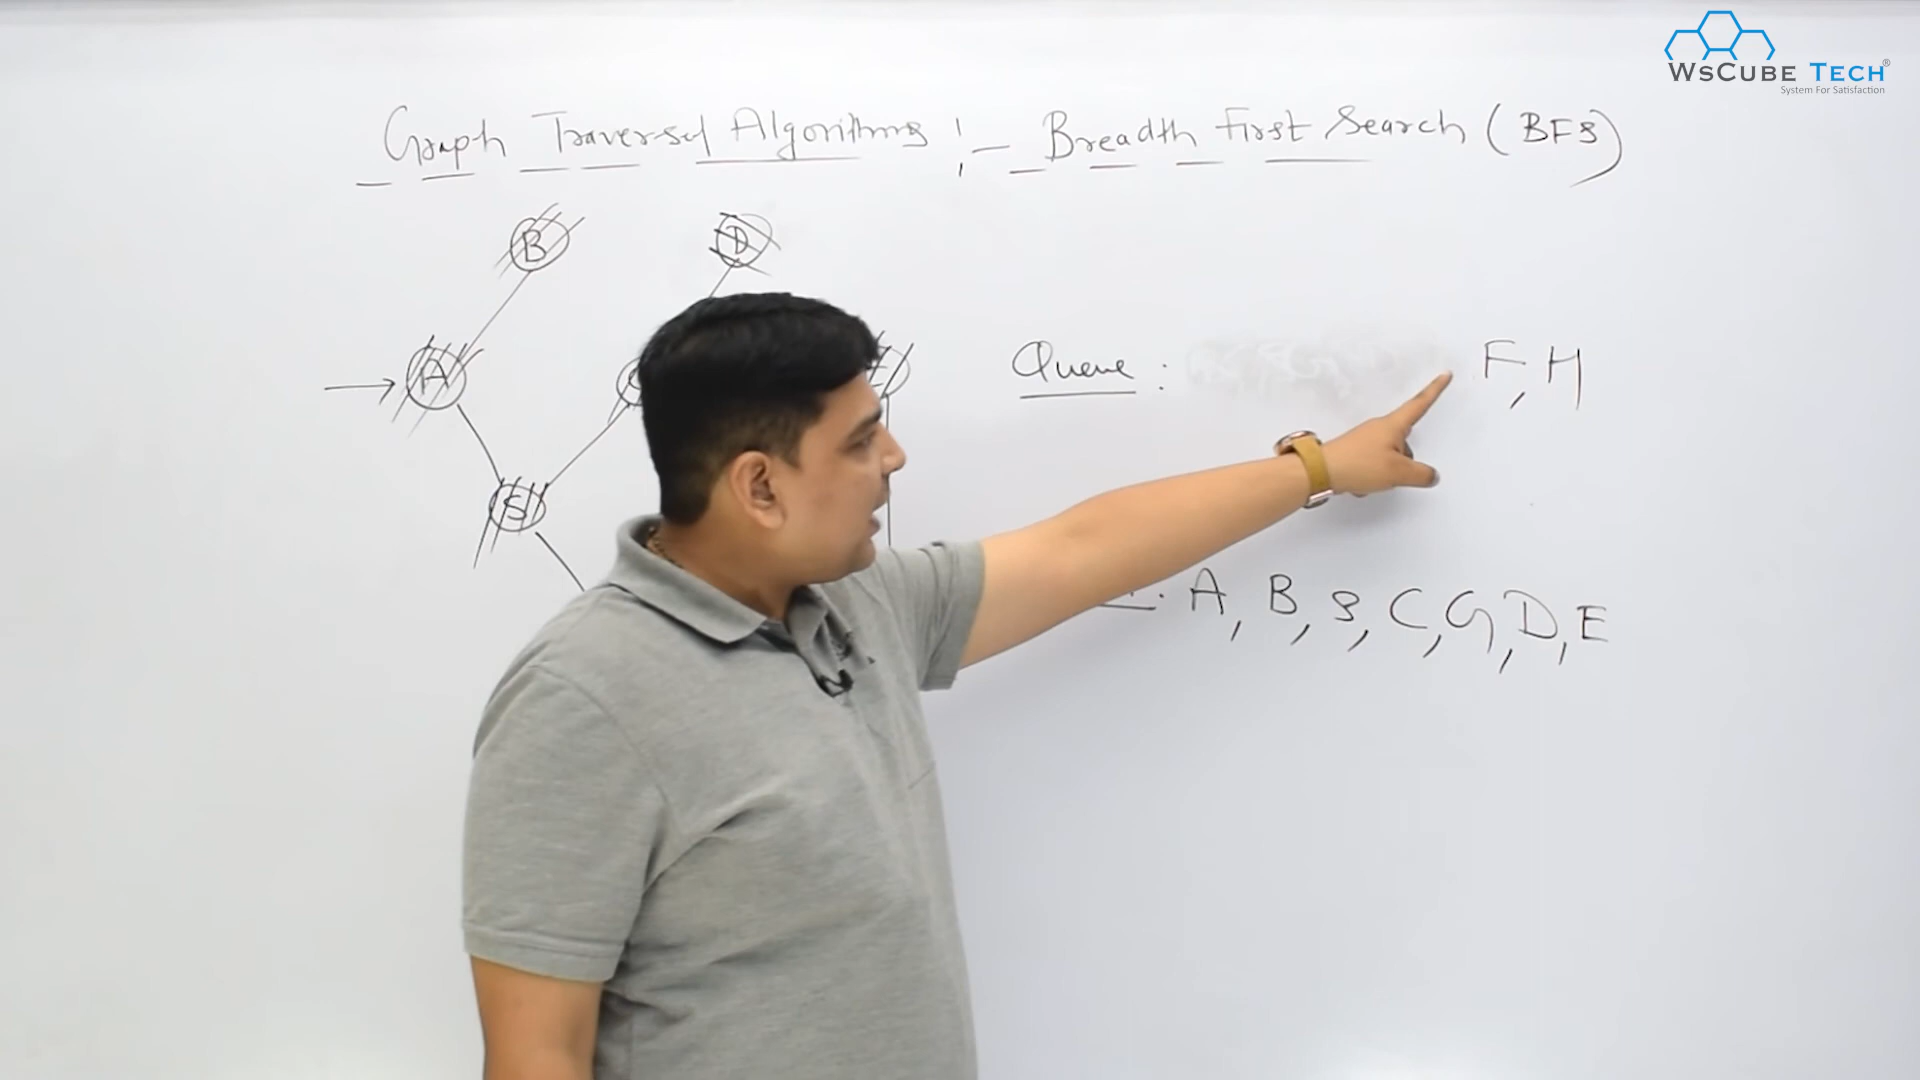 WsCube Tech®
System For Satisfaction
Graph Traversal Algorithms :- Breadth First Search (BFS)
B
D
A
S
Queue : F, H
: A, B, S, C, G, D, E